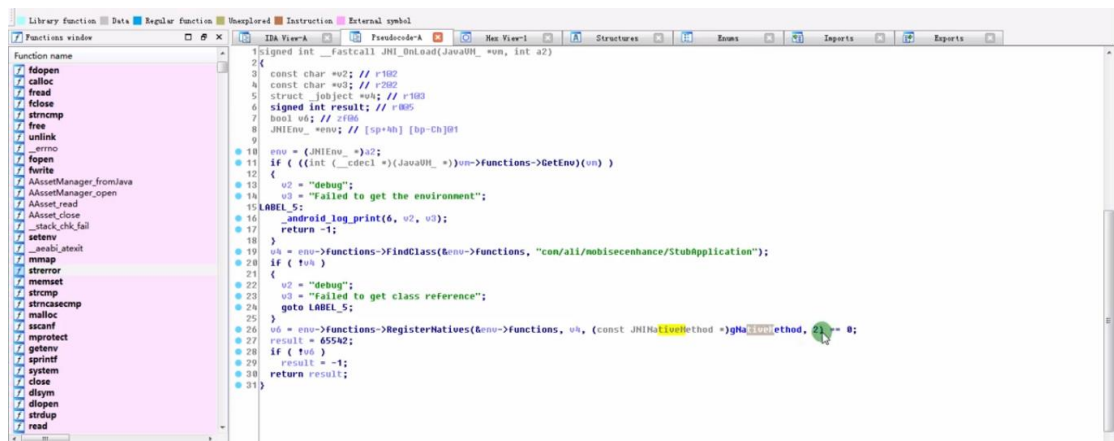 Library function Data Regular function Unexplored Instruction External symbol
Functions window
IDA View-A Pseudocode-A Hex View-1 Structures Enums Imports Exports
Function name
fdopen
calloc
fread
fclose
strncmp
free
unlink
__errno
fopen
fwrite
AAssetManager_fromJava
AAssetManager_open
AAsset_read
AAsset_close
__stack_chk_fail
setenv
__aeabi_atexit
mmap
strerror
memset
strcmp
strncasecmp
malloc
sscanf
mprotect
getenv
sprintf
system
close
dlsym
dlopen
strdup
read
1 signed int __fastcall JNI_OnLoad(JavaVM_ *vm, int a2)
2 {
3 const char *v2; // r1@2
4 const char *v3; // r2@2
5 struct _jobject *v4; // r1@3
6 signed int result; // r0@5
7 bool v6; // zf@6
8 JNIEnv_ *env; // [sp+4h] [bp-Ch]@1
9
10 env = (JNIEnv_ *)a2;
11 if ( ((int (__cdecl *)(JavaVM_ *))vm->functions->GetEnv)(vm) )
12 {
13 v2 = "debug";
14 v3 = "Failed to get the environment";
15 LABEL_5:
16 _android_log_print(6, v2, v3);
17 return -1;
18 }
19 v4 = env->functions->FindClass(&env->functions, "com/ali/mobisecenhance/StubApplication");
20 if ( !v4 )
21 {
22 v2 = "debug";
23 v3 = "failed to get class reference";
24 goto LABEL_5;
25 }
26 v6 = env->functions->RegisterNatives(&env->functions, v4, (const JNINativeMethod *)gNativeMethod, 2) == 0;
27 result = 65542;
28 if ( !v6 )
29 result = -1;
30 return result;
31 }